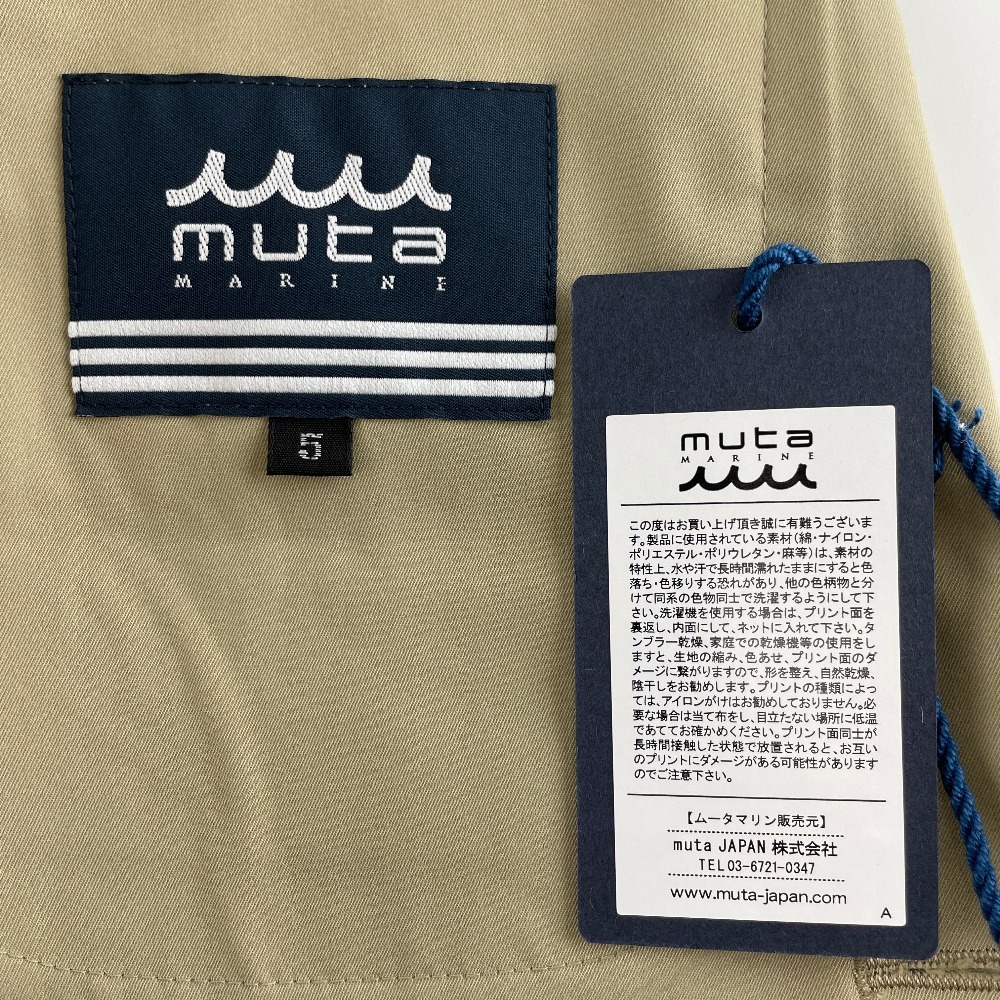 muta
MARINE
muta
MARINE
この度はお買い上げ頂き誠に有難うございま
す。製品に使用されている素材(綿・ナイロン・
ポリエステル・ポリウレタン・麻等)は、素材の
特性上、水や汗で長時間濡れたままにすると色
落ち・色移りする恐れがあり、他の色柄物と分
けて同系の色物同士で洗濯するようにして下
さい。洗濯機を使用する場合は、プリント面を
裏返し、内面にして、ネットに入れて下さい。タ
ンブラー乾燥、家庭での乾燥機等の使用をし
ますと、生地の縮み、色あせ、プリント面のダ
メージに繋がりますので、形を整え、自然乾燥、
陰干しをお勧めします。プリントの種類によっ
ては、アイロンがけはお勧めしておりません。必
要な場合は当て布をし、目立たない場所に低温
であててお確かめください。プリント面同士が
長時間接触した状態で放置されると、お互い
のプリントにダメージがある可能性があります
のでご注意下さい。
【ムータマリン販売元】
muta JAPAN 株式会社
TEL03-6721-0347
www.muta-japan.com
A